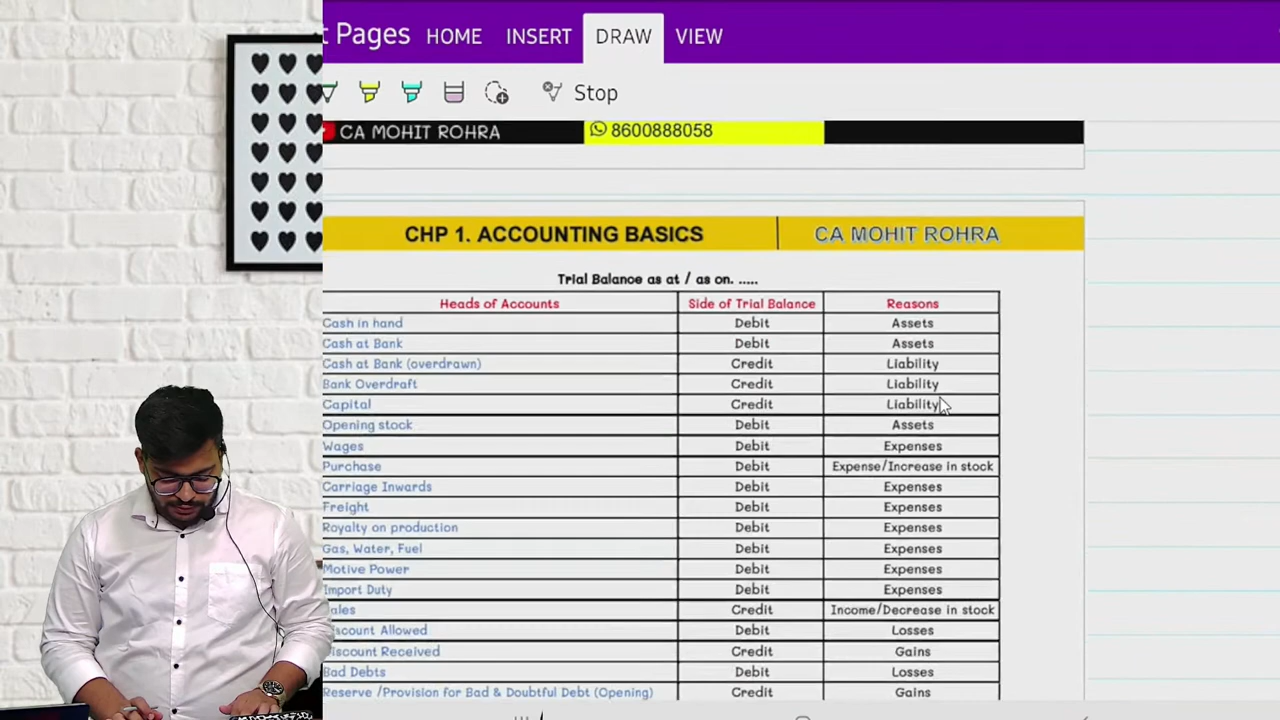 t Pages HOME INSERT DRAW VIEW
Stop
CA MOHIT ROHRA 8600888058
CHP 1. ACCOUNTING BASICS CA MOHIT ROHRA
Trial Balance as at / as on. .....
Heads of Accounts Side of Trial Balance Reasons
Cash in hand Debit Assets
Cash at Bank Debit Assets
Cash at Bank (overdrawn) Credit Liability
Bank Overdraft Credit Liability
Capital Credit Liability
Opening stock Debit Assets
Wages Debit Expenses
Purchase Debit Expense/Increase in stock
Carriage Inwards Debit Expenses
Freight Debit Expenses
Royalty on production Debit Expenses
Gas, Water, Fuel Debit Expenses
Motive Power Debit Expenses
Import Duty Debit Expenses
ales Credit Income/Decrease in stock
iscount Allowed Debit Losses
iscount Received Credit Gains
Bad Debts Debit Losses
Reserve /Provision for Bad & Doubtful Debt (Opening) Credit Gains